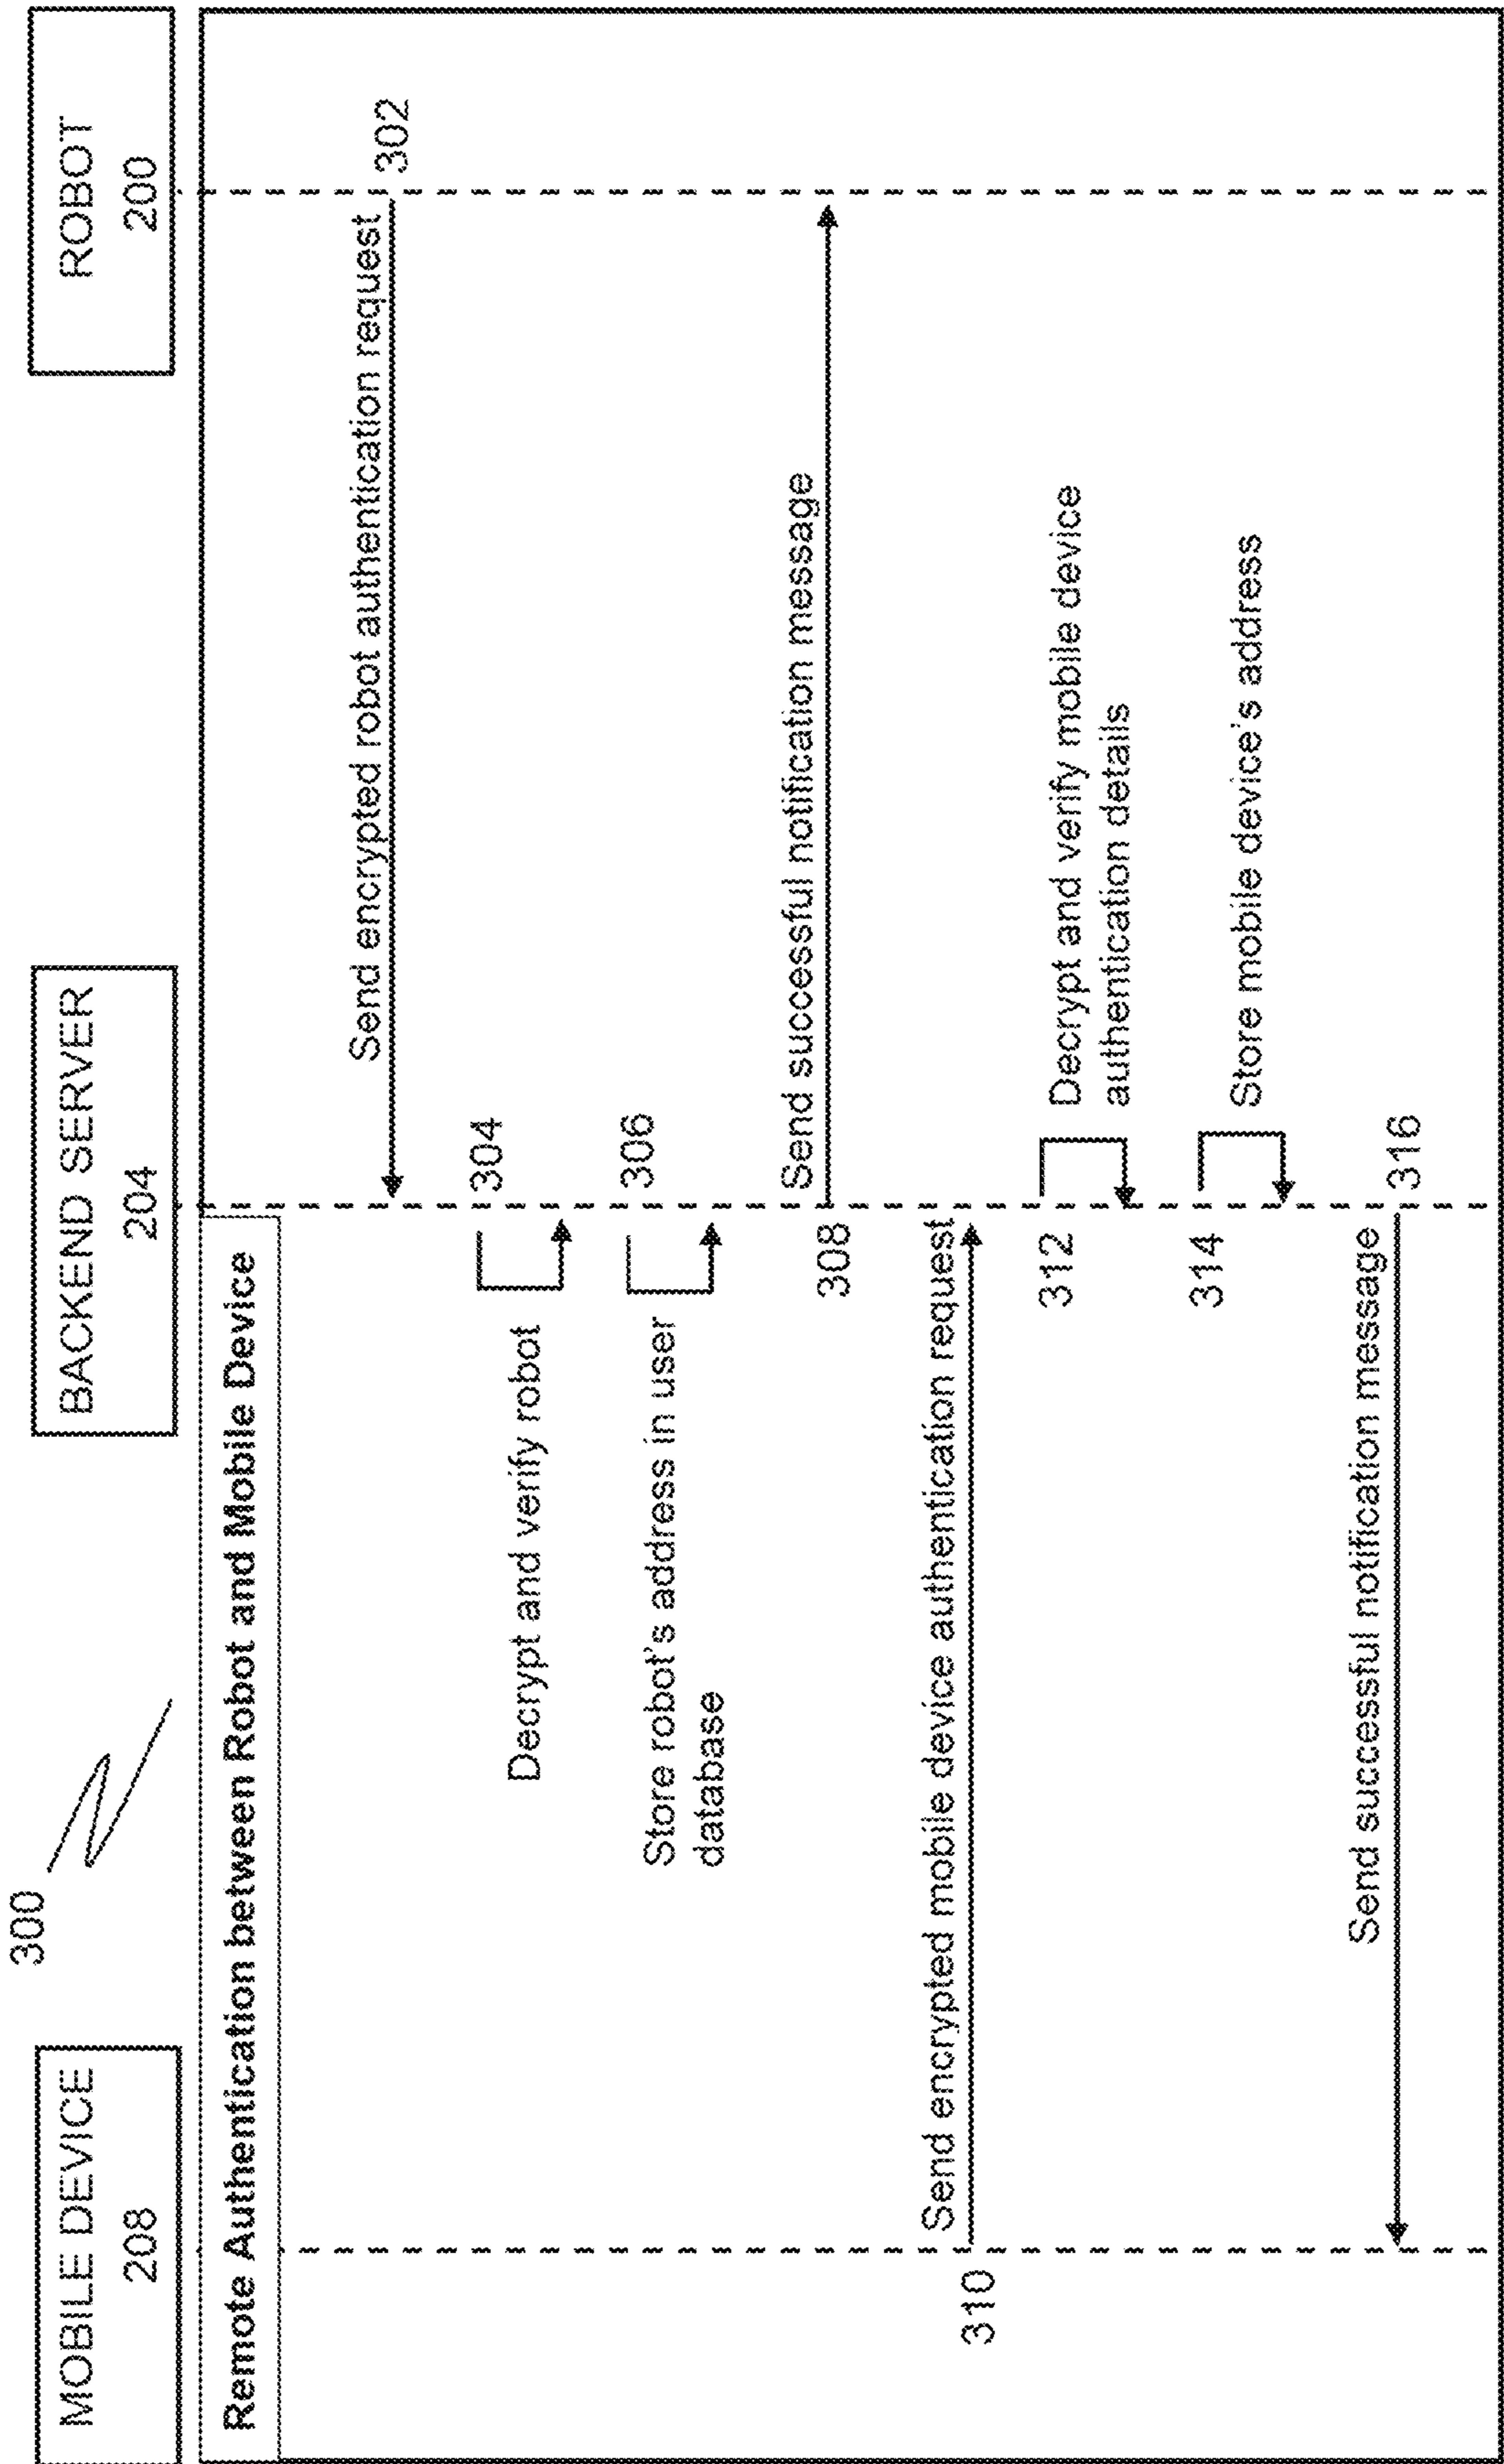 300
MOBILE DEVICE
208
BACKEND SERVER
204
ROBOT
200
Remote Authentication between Robot and Mobile Device
Send encrypted robot authentication request
302
304
Decrypt and verify robot
306
Store robot's address in user
database
Send successful notification message
308
Send encrypted mobile device authentication request
310
312
Decrypt and verify mobile device
authentication details
314
Store mobile device's address
316
Send successful notification message